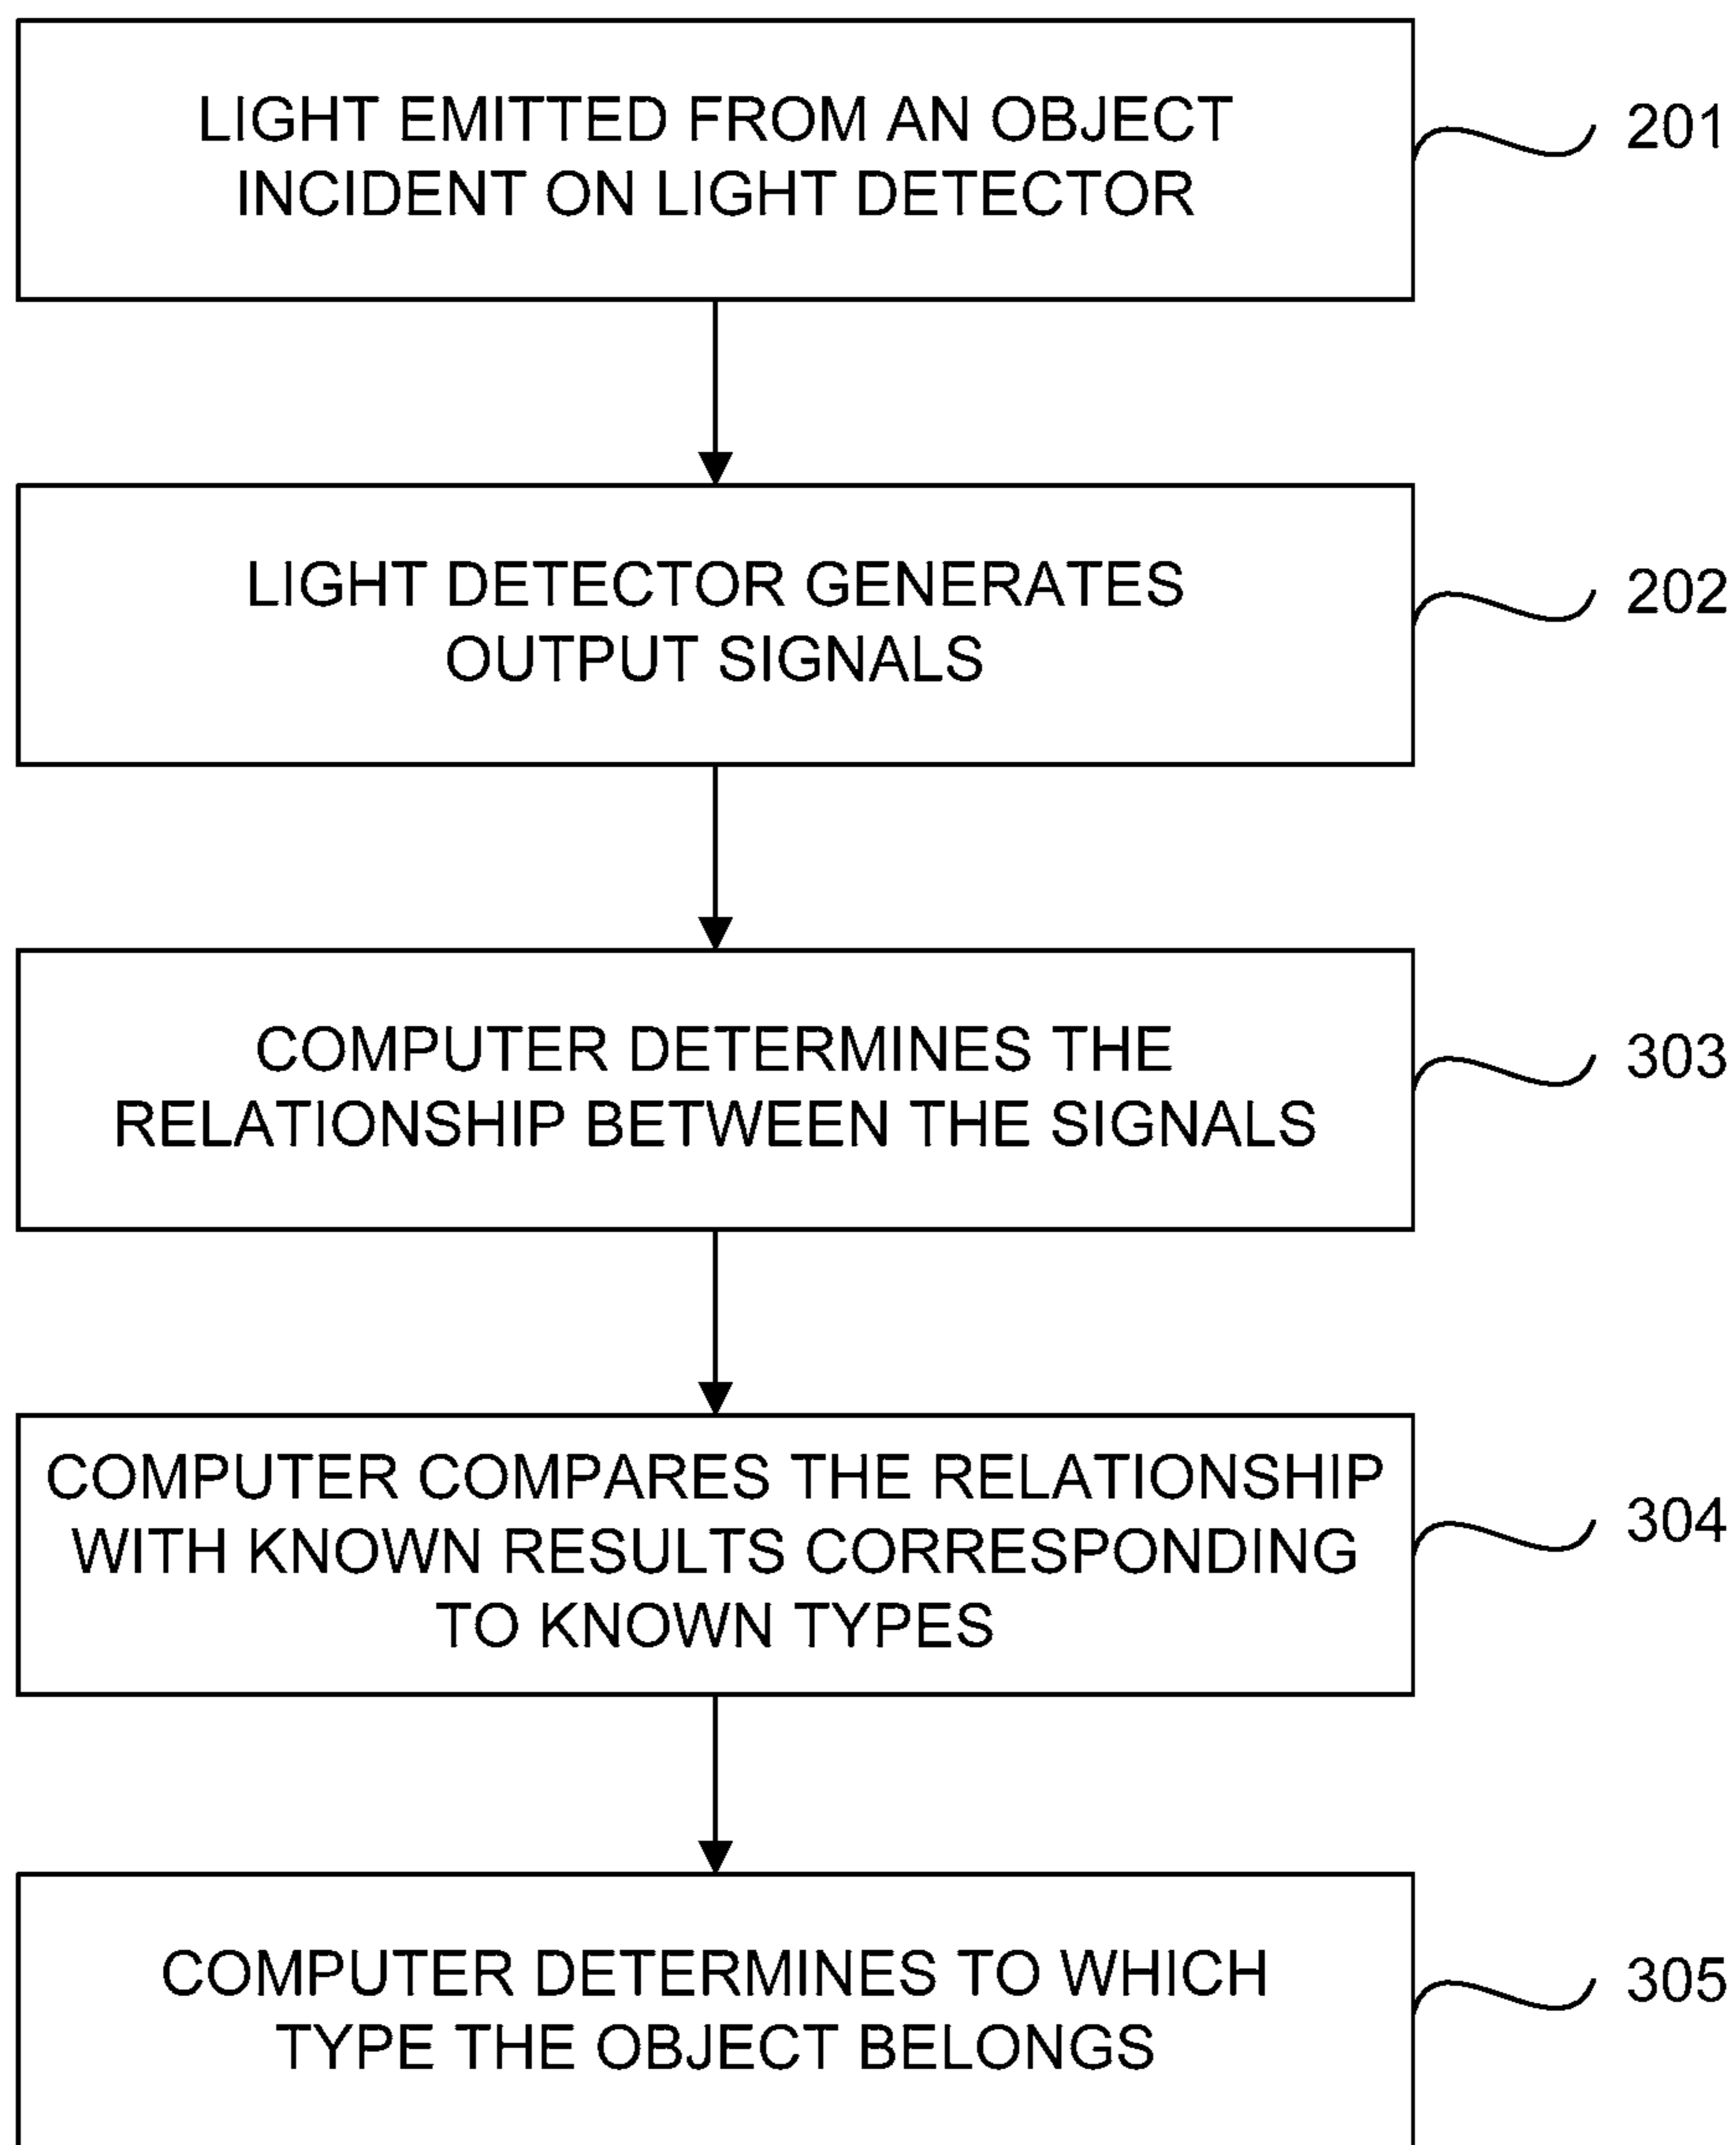 LIGHT EMITTED FROM AN OBJECT
INCIDENT ON LIGHT DETECTOR
201
LIGHT DETECTOR GENERATES
OUTPUT SIGNALS
202
COMPUTER DETERMINES THE
RELATIONSHIP BETWEEN THE SIGNALS
303
COMPUTER COMPARES THE RELATIONSHIP
WITH KNOWN RESULTS CORRESPONDING
TO KNOWN TYPES
304
COMPUTER DETERMINES TO WHICH
TYPE THE OBJECT BELONGS
305